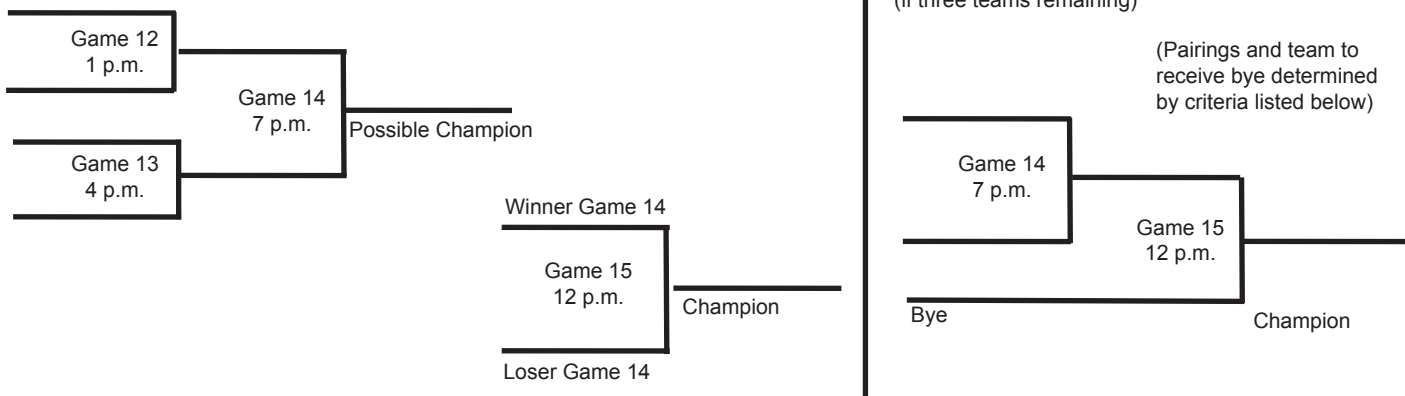 Game 12
1 p.m.
Game 14
7 p.m.
Possible Champion
Game 13
4 p.m.
Winner Game 14
Game 15
12 p.m.
Champion
Loser Game 14
(if three teams remaining)
(Pairings and team to
receive bye determined
by criteria listed below)
Game 14
7 p.m.
Game 15
12 p.m.
Bye
Champion